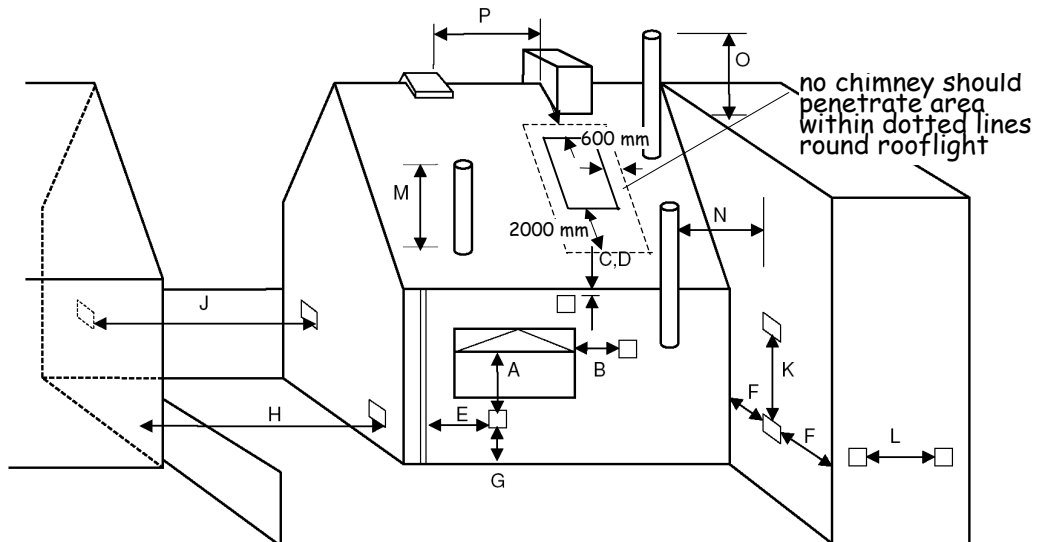 P
O
no chimney should
penetrate area
within dotted lines
round rooflight
600 mm
M
N
2000 mm
C,D
J
A
B
K
F
H
E
F
L
G